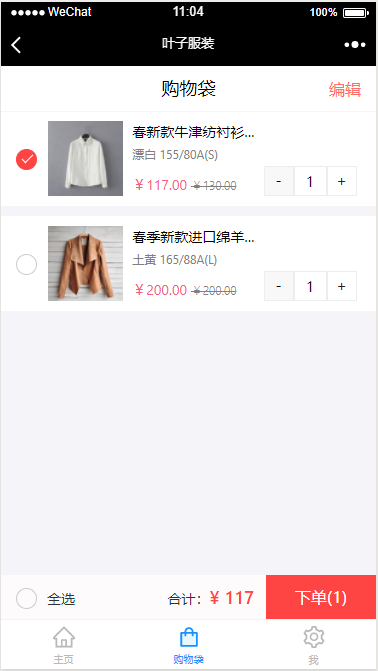 WeChat 11:04 100%
叶子服装
购物袋 编辑
春新款牛津纺衬衫...
漂白 155/80A(S)
￥117.00 ￥130.00 - 1 +
春季新款进口绵羊...
土黄 165/88A(L)
￥200.00 ￥200.00 - 1 +
全选 合计：￥117 下单(1)
主页 购物袋 我